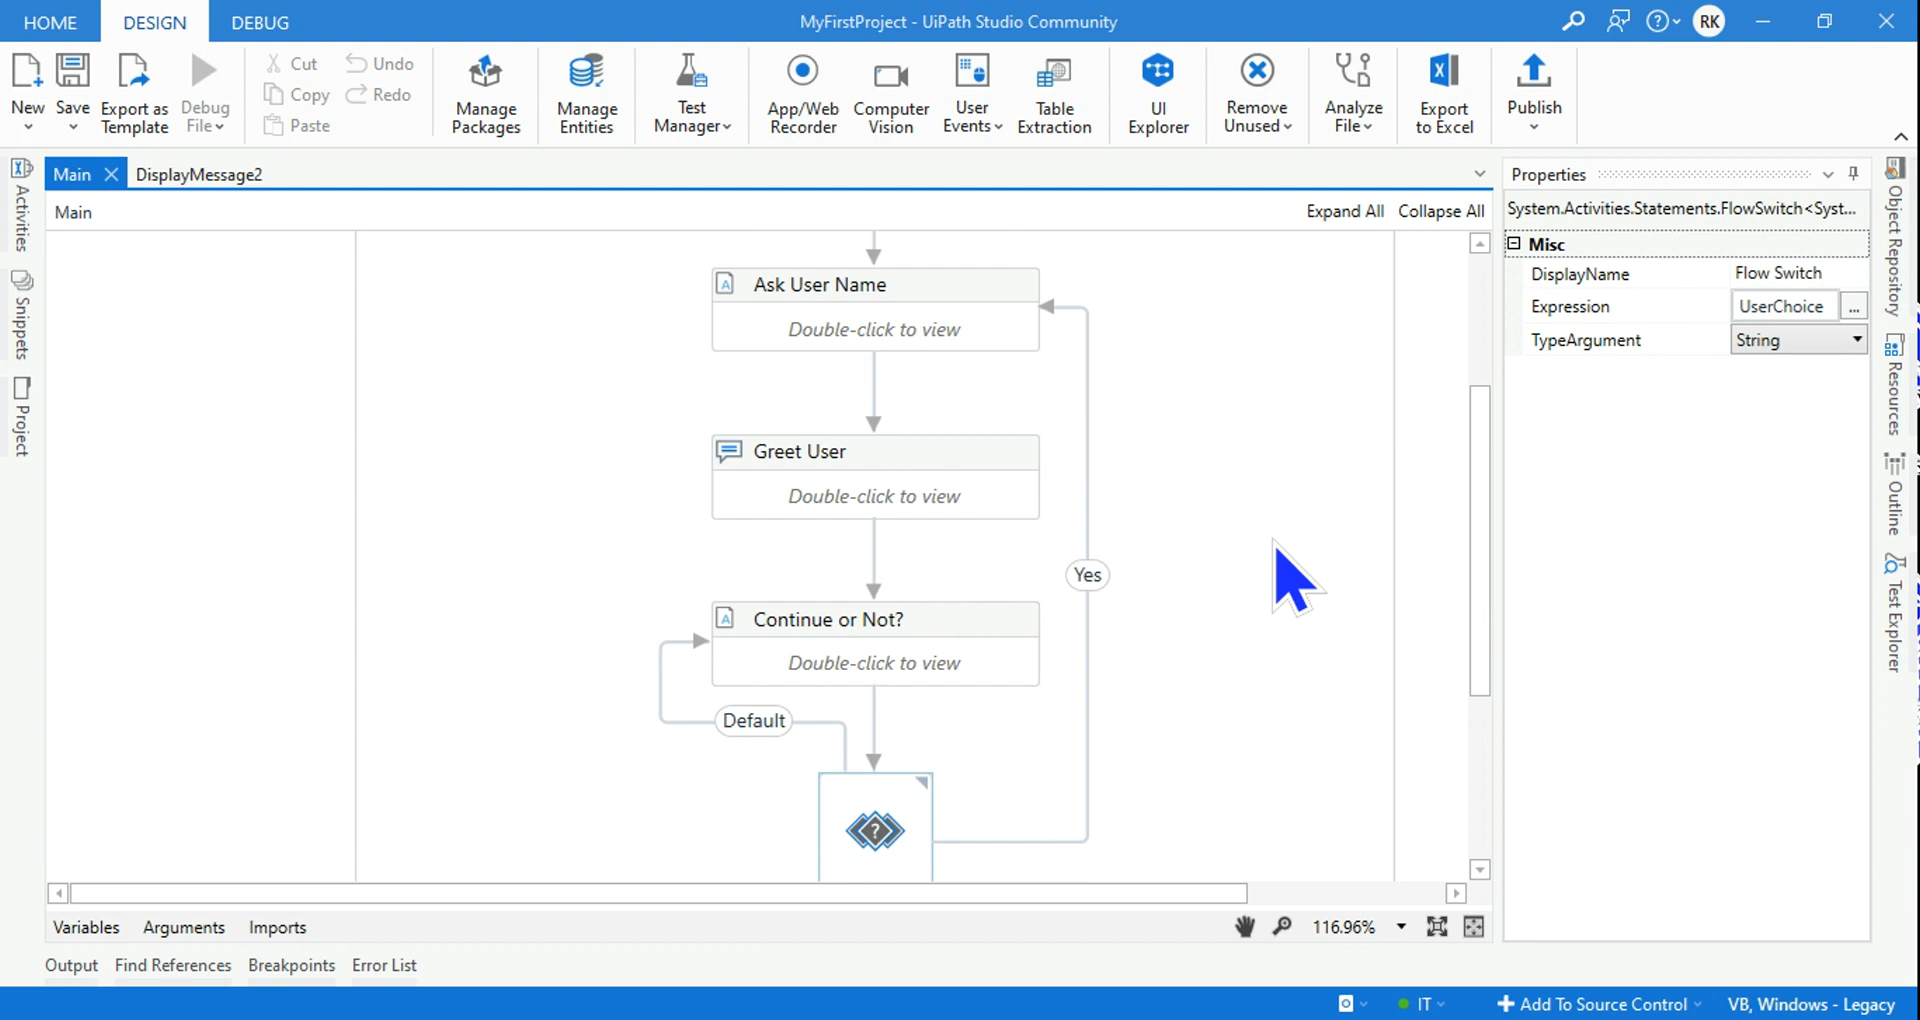 HOME DESIGN DEBUG MyFirstProject - UiPath Studio Community RK
New Save Export as Template Debug File Cut Copy Paste Undo Redo Manage Packages Manage Entities Test Manager App/Web Recorder Computer Vision User Events Table Extraction UI Explorer Remove Unused Analyze File Export to Excel Publish
Activities
Snippets
Project
Main DisplayMessage2
Main Expand All Collapse All
Ask User Name
Double-click to view
Greet User
Double-click to view
Yes
Continue or Not?
Double-click to view
Default
?
Variables Arguments Imports 116.96%
Output Find References Breakpoints Error List
Properties
System.Activities.Statements.FlowSwitch<Syst...
Misc
DisplayName Flow Switch
Expression UserChoice ...
TypeArgument String
Object Repository
Resources
Outline
Test Explorer
IT Add To Source Control VB, Windows - Legacy